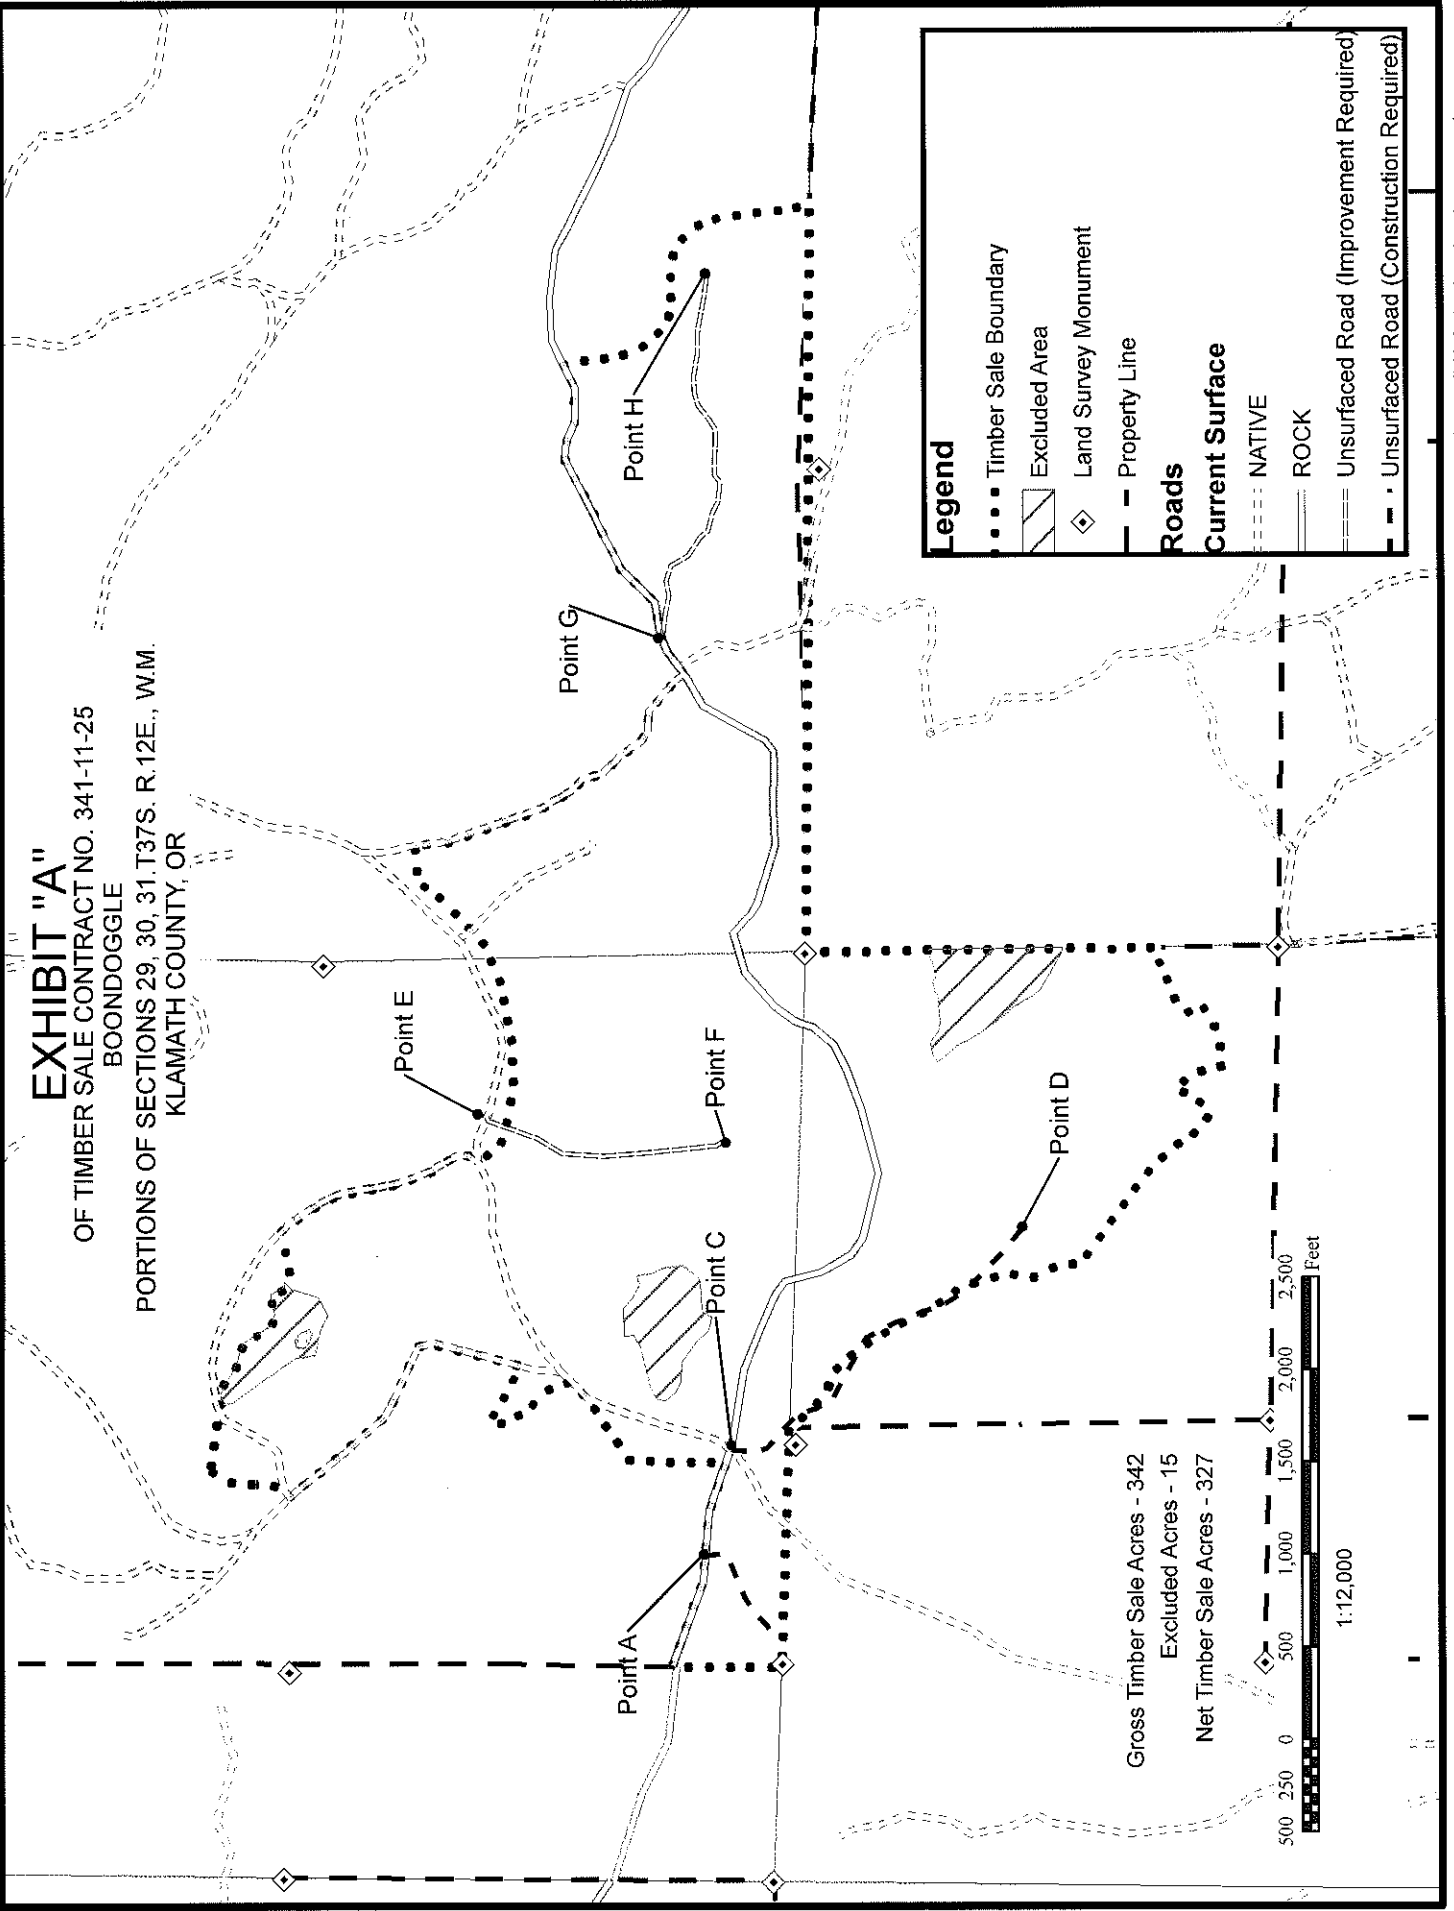 EXHIBIT "A"
OF TIMBER SALE CONTRACT NO. 341-11-25
BOONDOGGLE
PORTIONS OF SECTIONS 29, 30, 31.T37S. R.12E., W.M.
KLAMATH COUNTY, OR
Point E
Point F
Point G
Point H
Point C
Point D
Point A
Gross Timber Sale Acres - 342
Excluded Acres - 15
Net Timber Sale Acres - 327
500 250 0 500 1,000 1,500 2,000 2,500
Feet
1:12,000
Legend
Timber Sale Boundary
Excluded Area
Land Survey Monument
Property Line
Roads
Current Surface
NATIVE
ROCK
Unsurfaced Road (Improvement Required)
Unsurfaced Road (Construction Required)